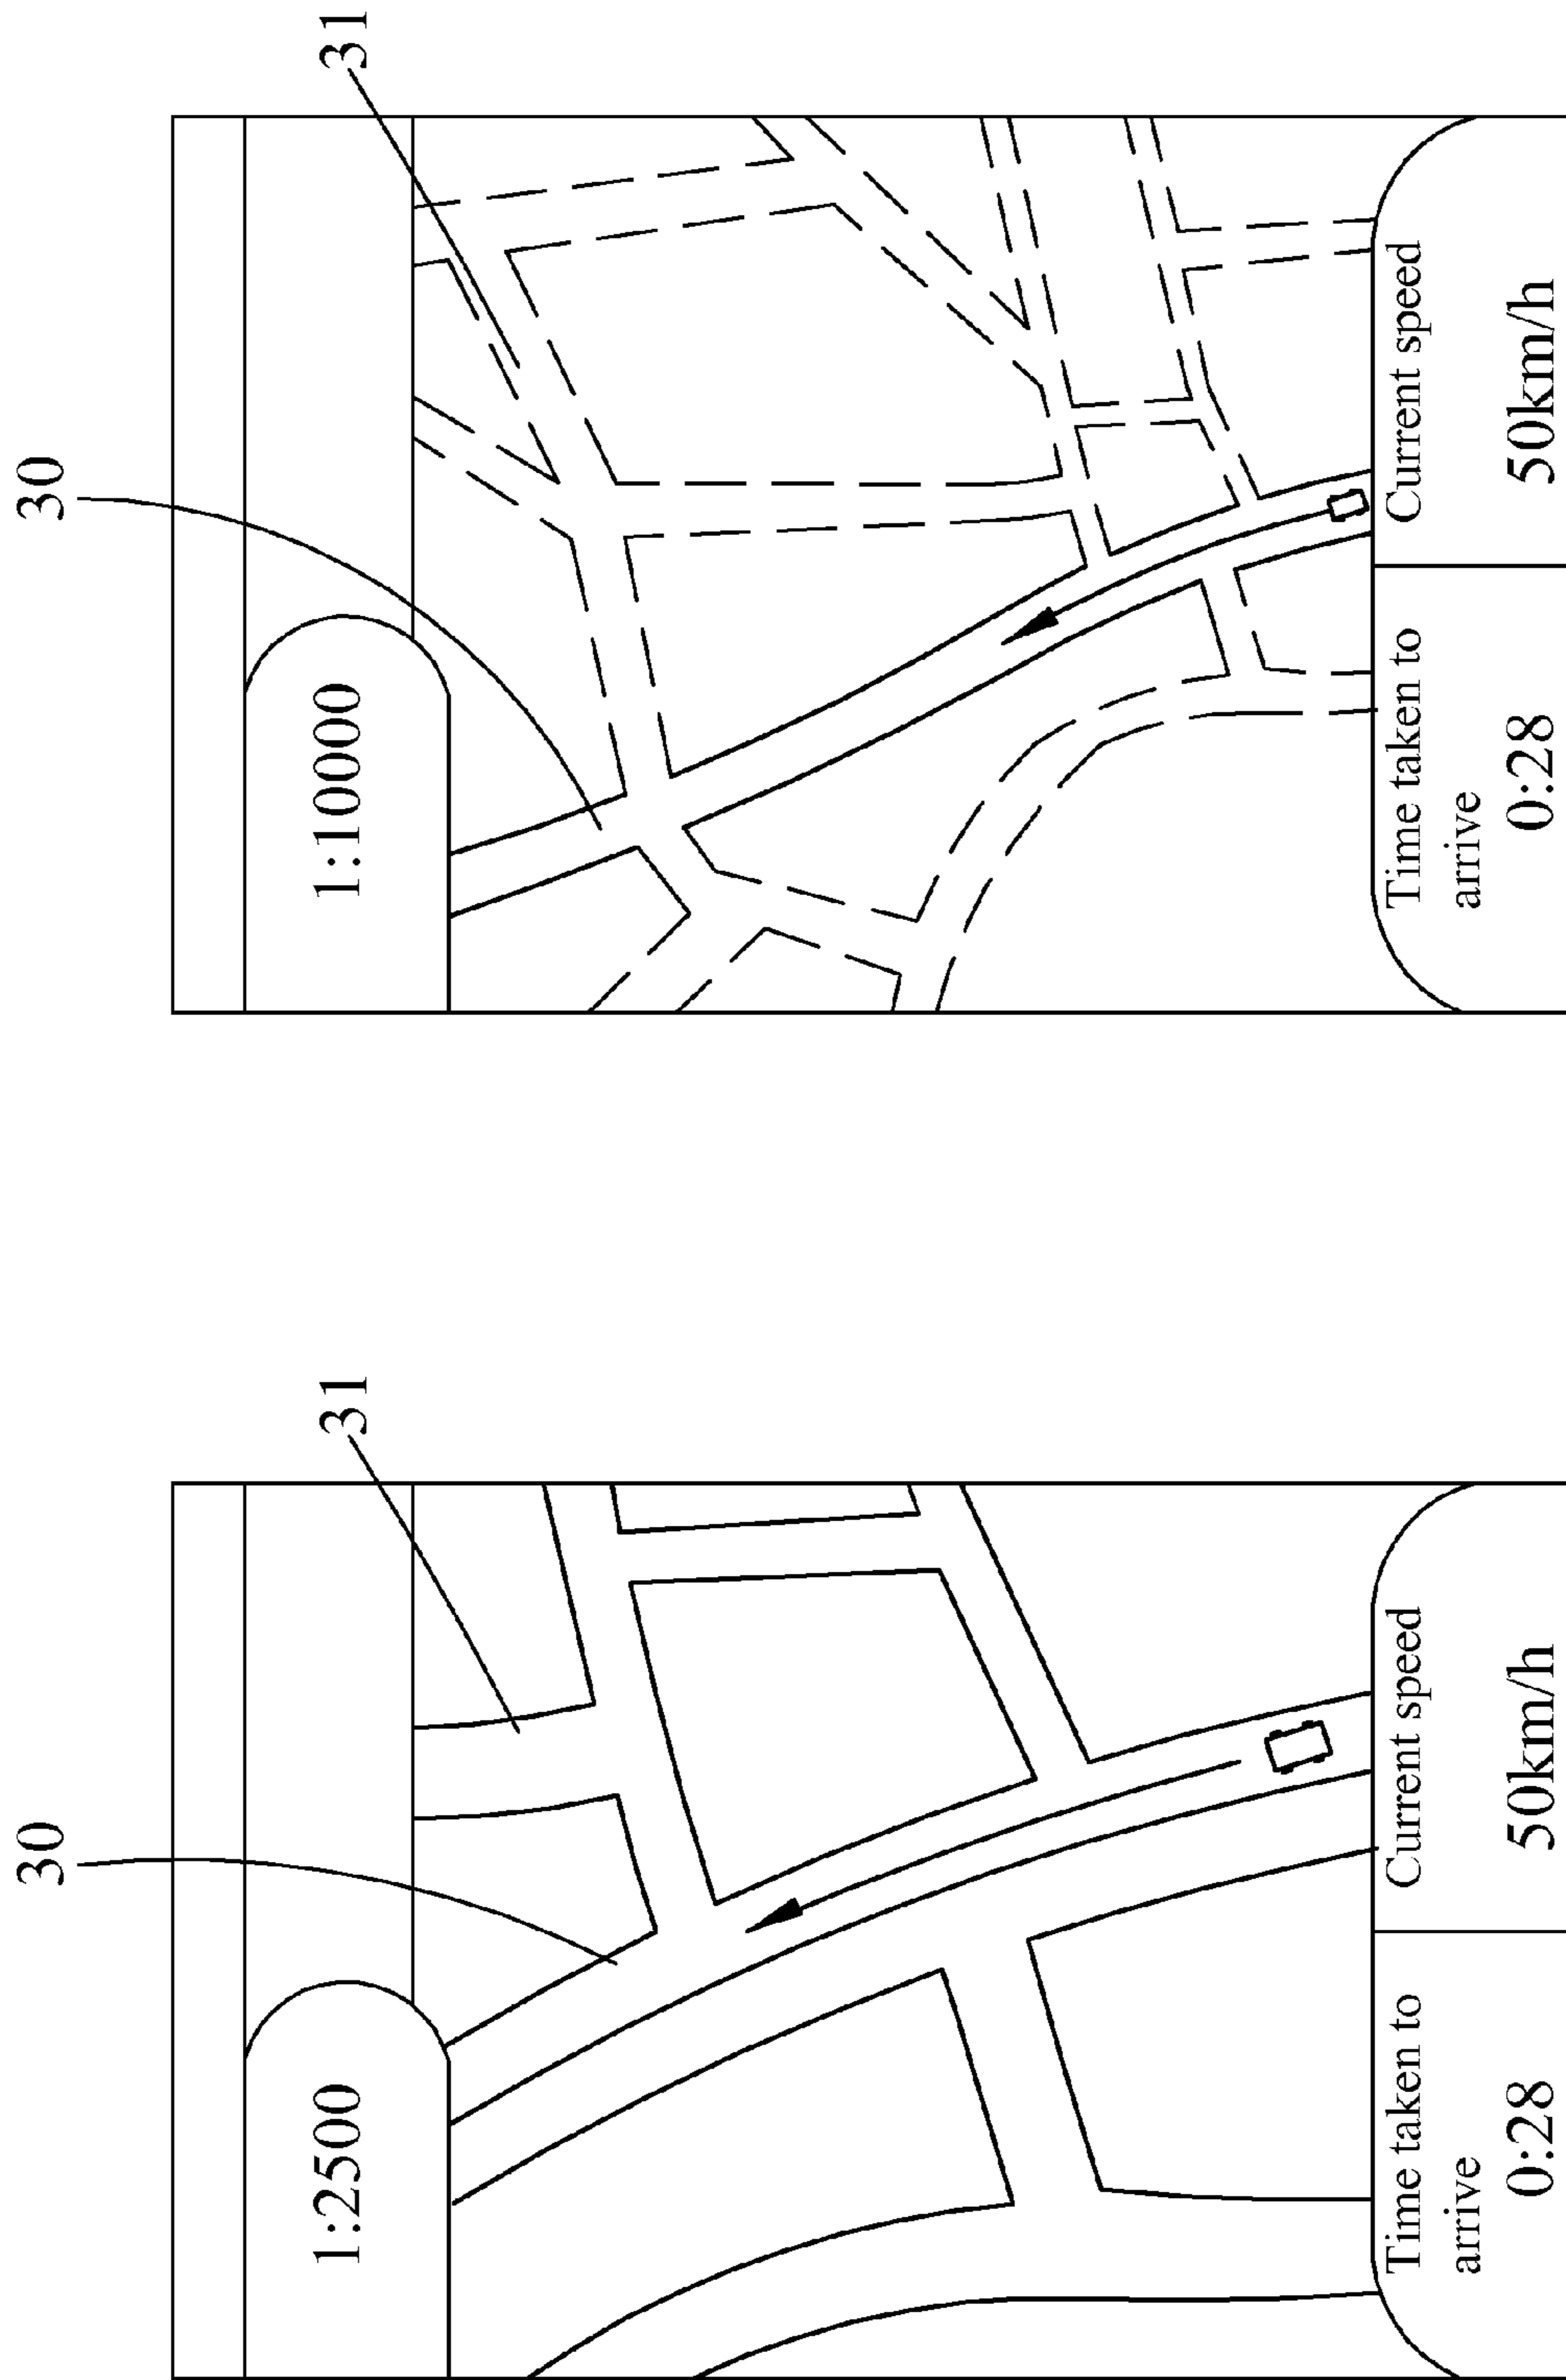 30
31
1:2500
Time taken to
arrive
0:28
Current speed
50km/h
30
31
1:10000
Time taken to
arrive
0:28
Current speed
50km/h